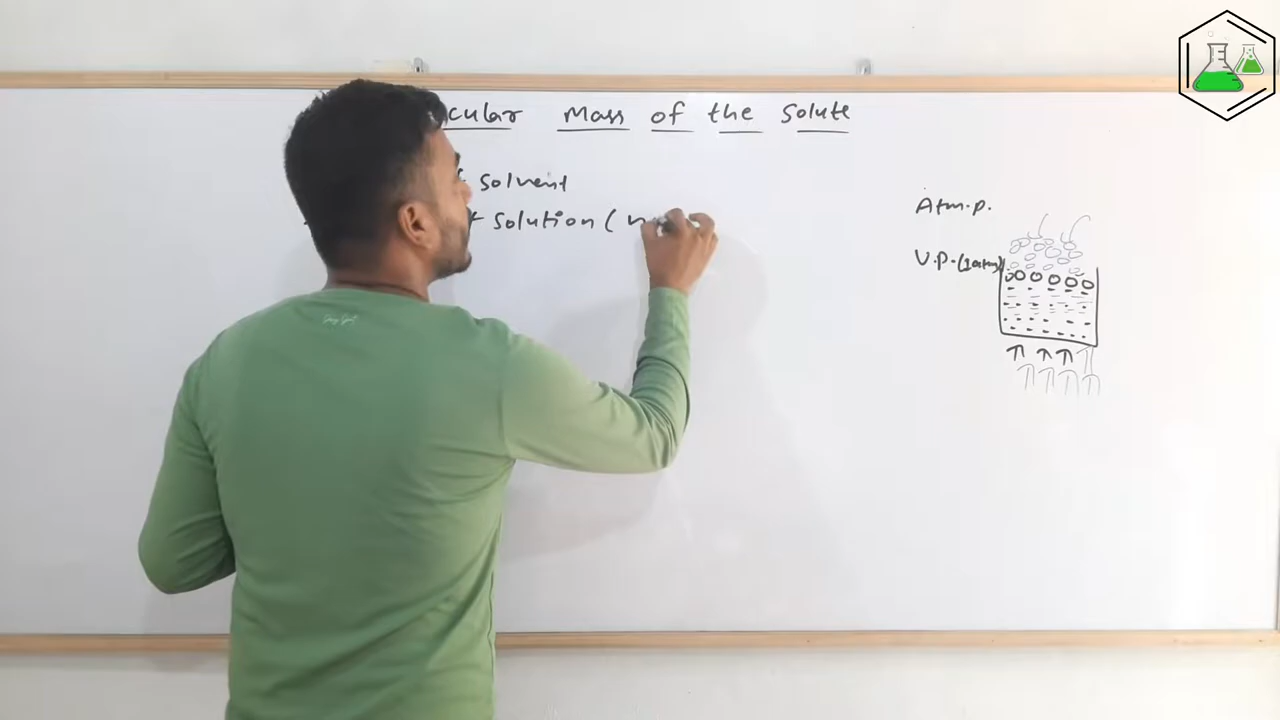 cular Mass of the Solute
Solvent
Solution (
Atm.p.
V.P.(1atm)